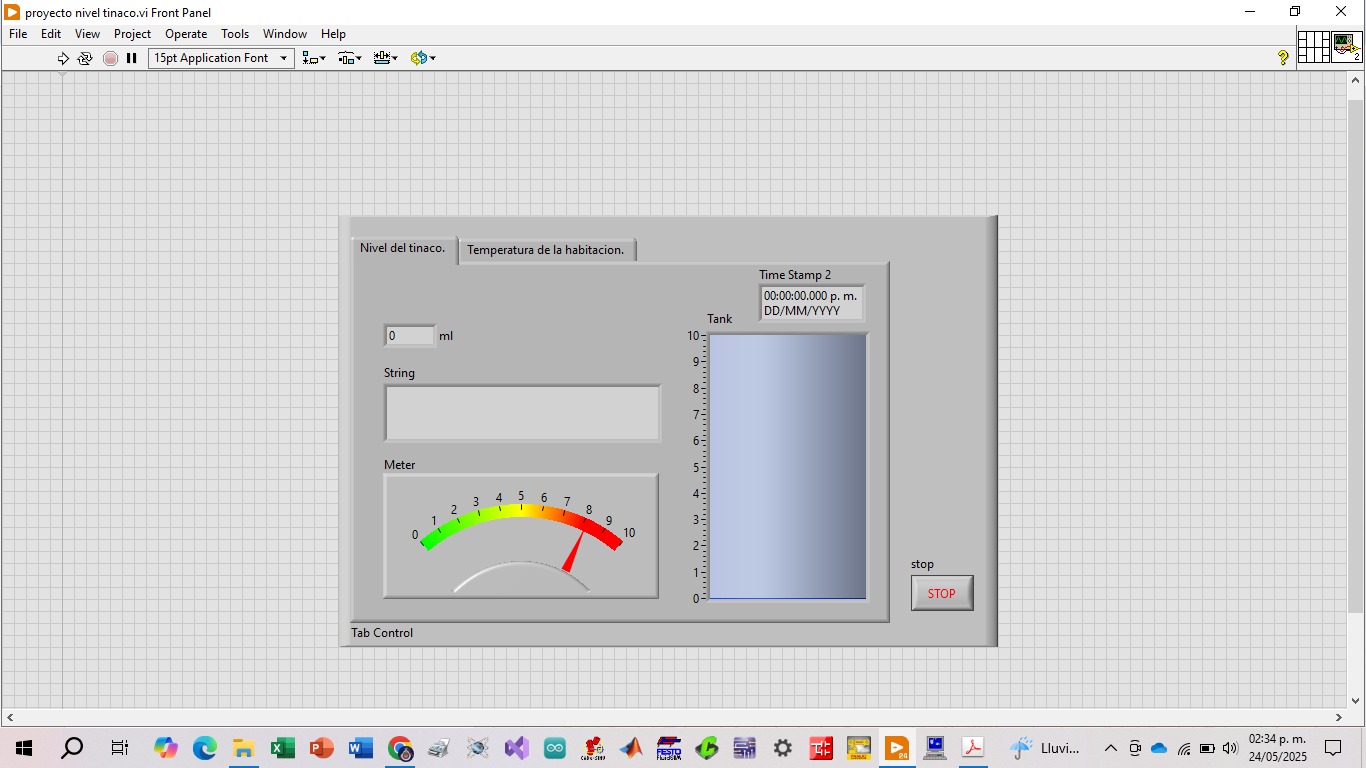 proyecto nivel tinaco.vi Front Panel
File Edit View Project Operate Tools Window Help
15pt Application Font
2
Nivel del tinaco. Temperatura de la habitacion.
Time Stamp 2
00:00:00.000 p. m.
DD/MM/YYYY
0 ml
String
Meter
0 1 2 3 4 5 6 7 8 9 10
Tank
10
9
8
7
6
5
4
3
2
1
0
stop
STOP
Tab Control
Lluvi...
02:34 p. m.
24/05/2025